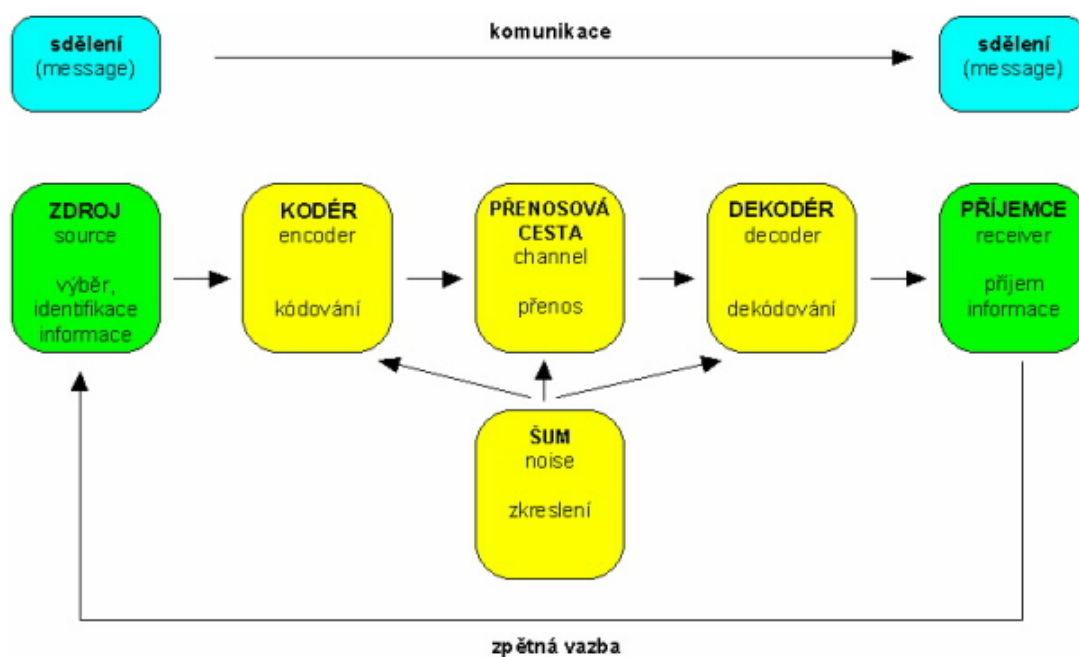 komunikace
sdělení
(message)
sdělení
(message)
ZDROJ
source
výběr,
identifikace
informace
KODÉR
encoder
kódování
PŘENOSOVÁ
CESTA
channel
přenos
DEKODÉR
decoder
dekódování
PŘÍJEMCE
receiver
příjem
informace
ŠUM
noise
zkreslení
zpětná vazba